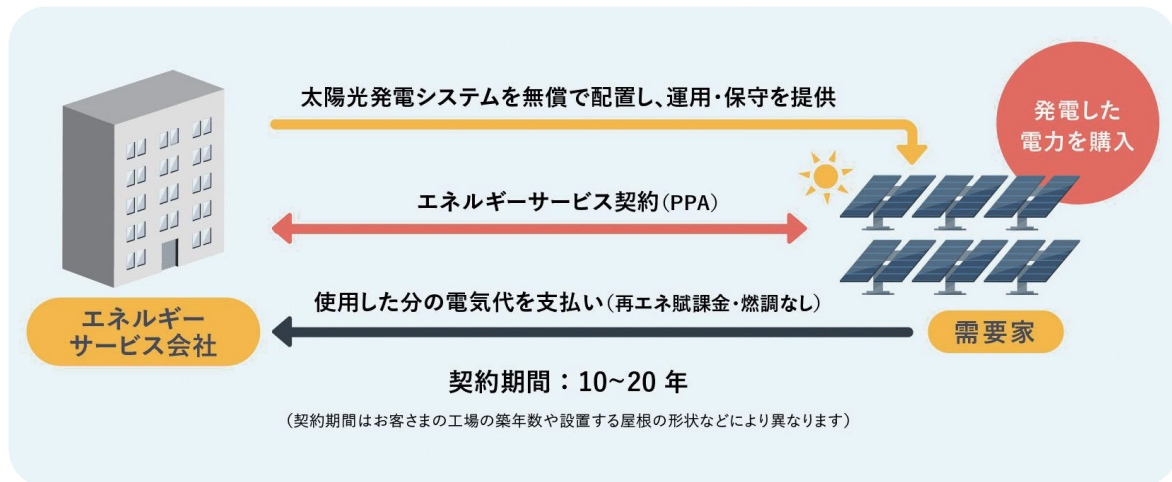 太陽光発電システムを無償で配置し、運用・保守を提供
発電した
電力を購入
エネルギーサービス契約(PPA)
使用した分の電気代を支払い(再エネ賦課金・燃調なし)
エネルギー
サービス会社
需要家
契約期間：10~20 年
(契約期間はお客さまの工場の築年数や設置する屋根の形状などにより異なります)